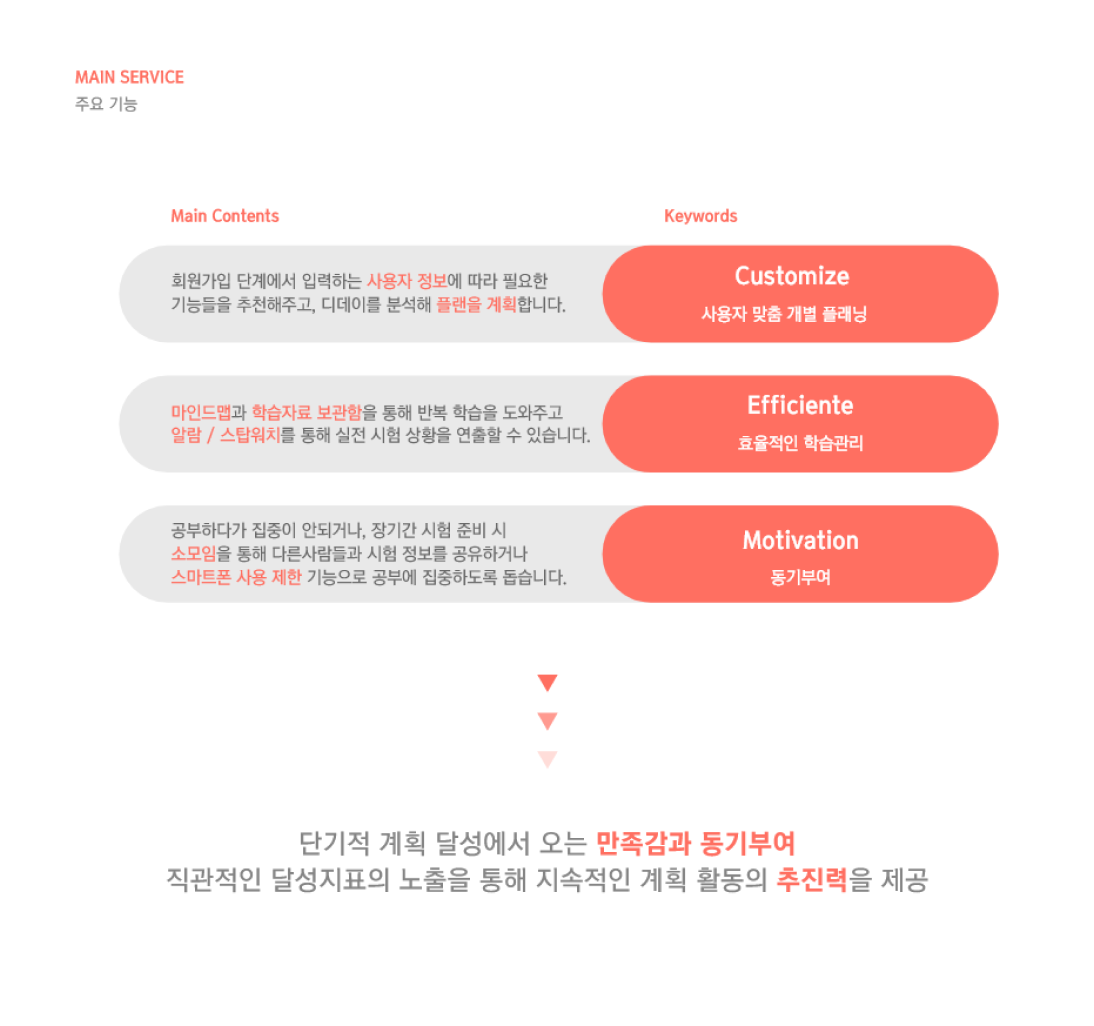 MAIN SERVICE
주요 기능
Main Contents
Keywords
회원가입 단계에서 입력하는 사용자 정보에 따라 필요한
기능들을 추천해주고, 디데이를 분석해 플랜을 계획합니다.
Customize
사용자 맞춤 개별 플래닝
마인드맵과 학습자료 보관함을 통해 반복 학습을 도와주고
알람 / 스탑워치를 통해 실전 시험 상황을 연출할 수 있습니다.
Efficiente
효율적인 학습관리
공부하다가 집중이 안되거나, 장기간 시험 준비 시
소모임을 통해 다른사람들과 시험 정보를 공유하거나
스마트폰 사용 제한 기능으로 공부에 집중하도록 돕습니다.
Motivation
동기부여
단기적 계획 달성에서 오는 만족감과 동기부여
직관적인 달성지표의 노출을 통해 지속적인 계획 활동의 추진력을 제공